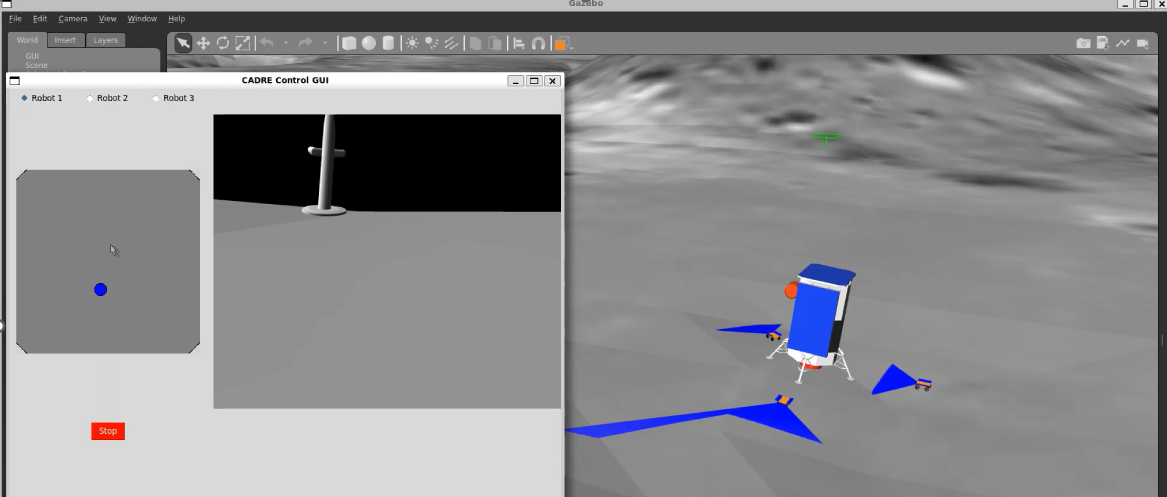 Gazebo
File Edit Camera View Window Help
World Insert Layers
GUI
Scene
CADRE Control GUI
Robot 1 Robot 2 Robot 3
Stop